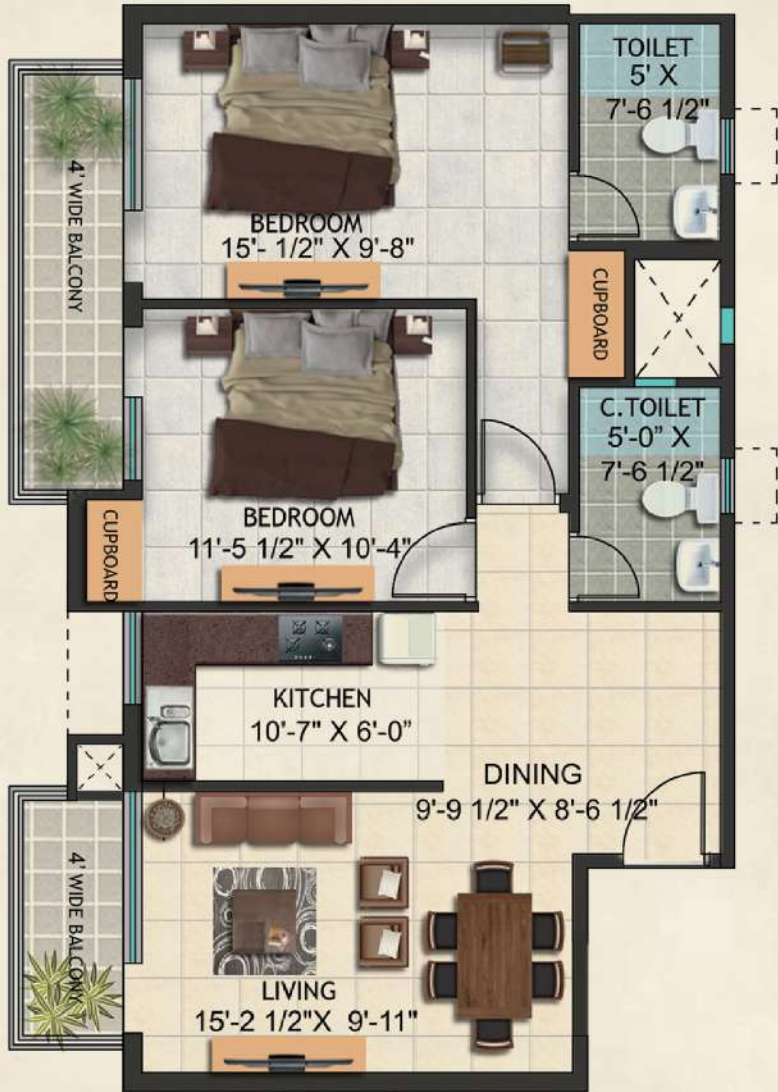 TOILET
5' X
7'-6 1/2"
4' WIDE BALCONY
BEDROOM
15'- 1/2" X 9'-8"
CUPBOARD
C.TOILET
5'-0” X
7'-6 1/2"
BEDROOM
11'-5 1/2" X 10'-4"
CUPBOARD
KITCHEN
10'-7" X 6'-0”
DINING
9'-9 1/2" X 8'-6 1/2"
4' WIDE BALCONY
LIVING
15'-2 1/2"X 9'-11"